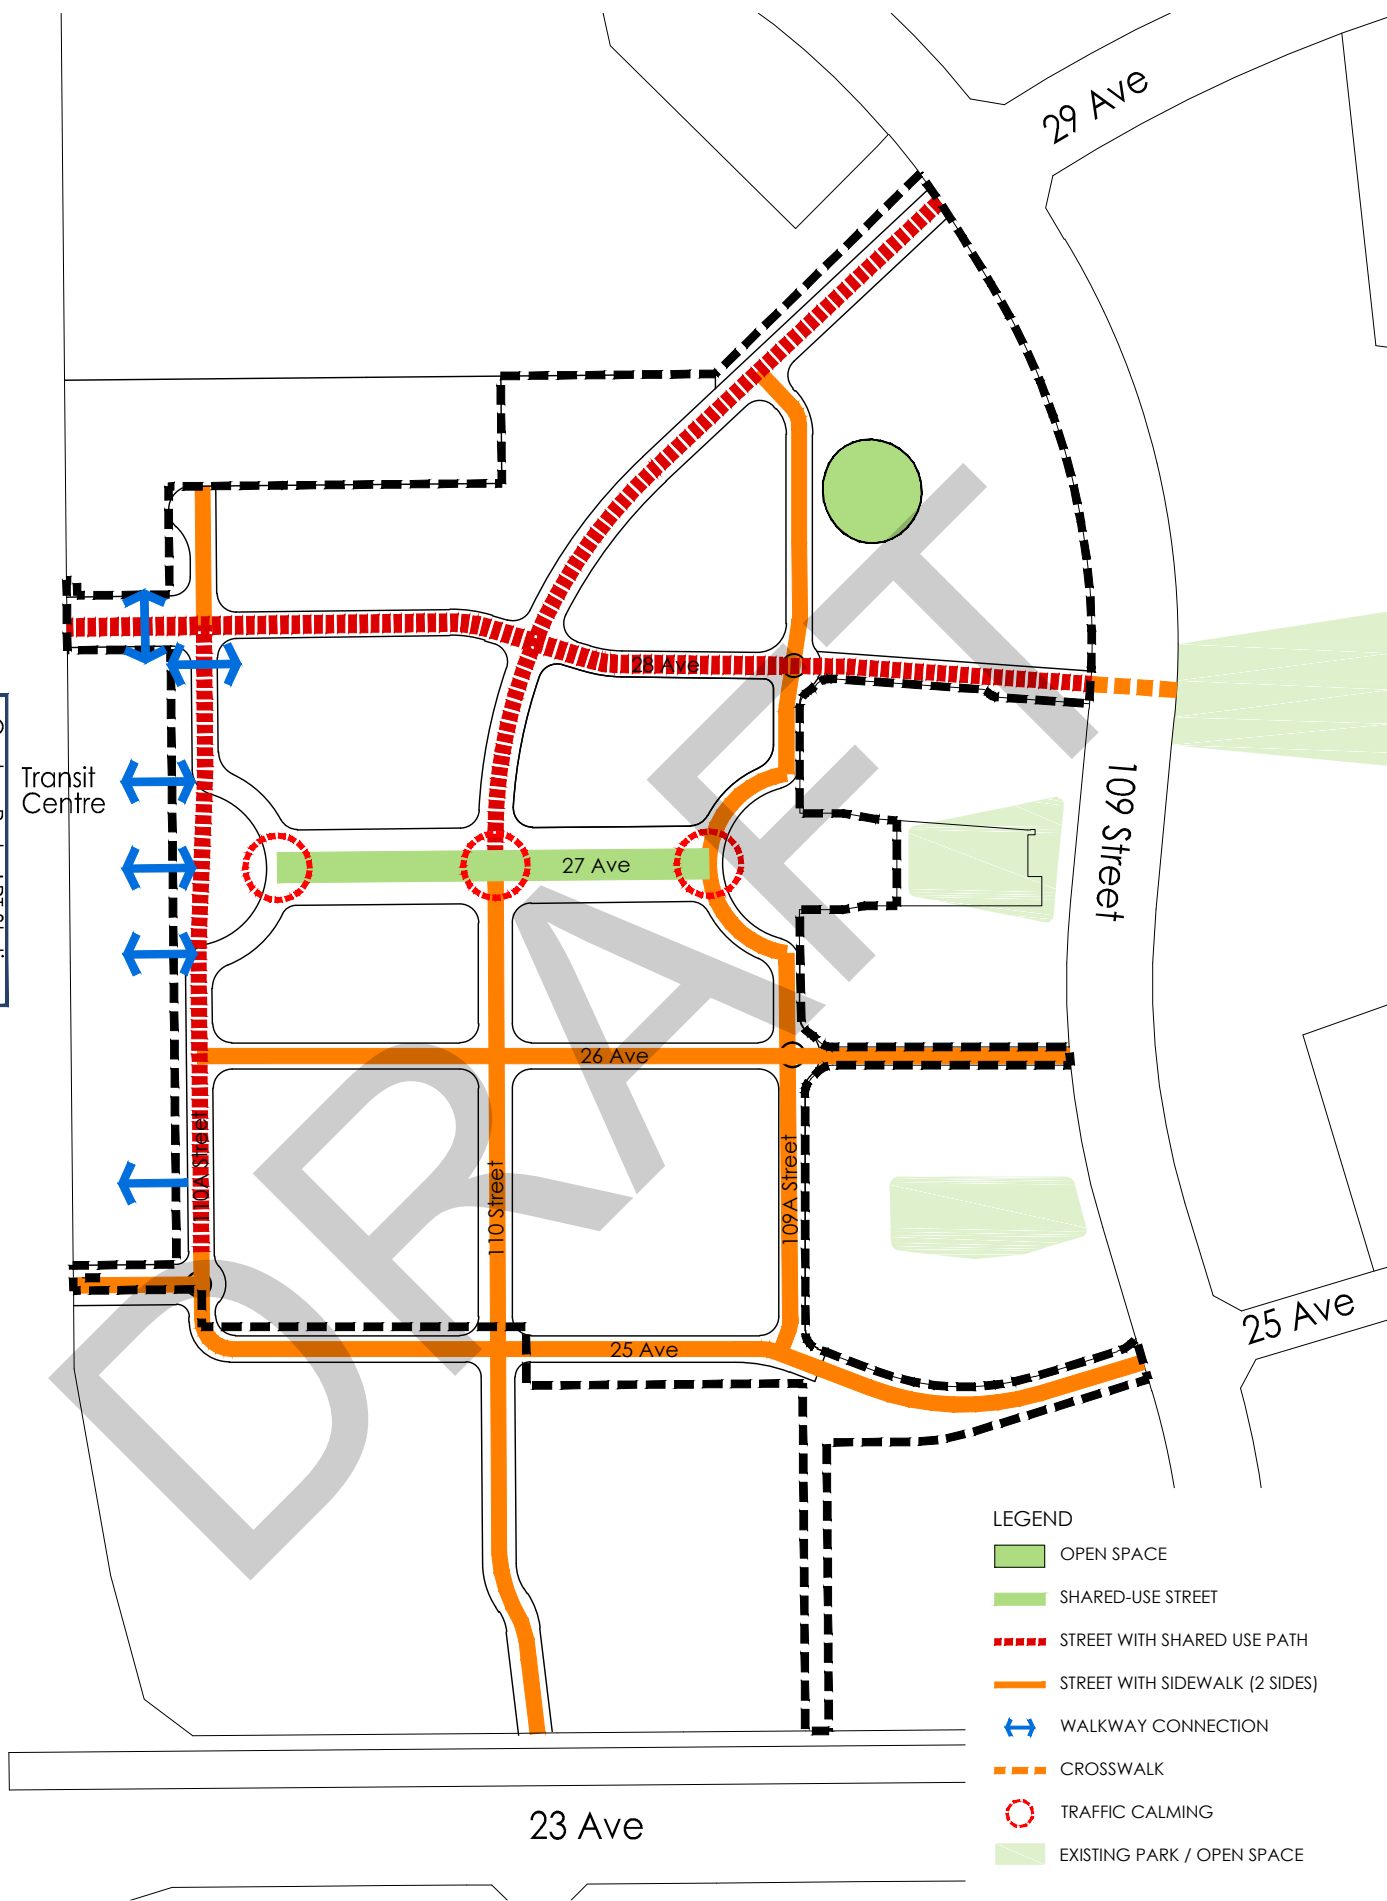 29 Ave
28 Ave
Transit
Centre
109 Street
27 Ave
26 Ave
110A Street
110 Street
109A Street
25 Ave
25 Ave
DRAFT
23 Ave
LEGEND
OPEN SPACE
SHARED-USE STREET
STREET WITH SHARED USE PATH
STREET WITH SIDEWALK (2 SIDES)
WALKWAY CONNECTION
CROSSWALK
TRAFFIC CALMING
EXISTING PARK / OPEN SPACE